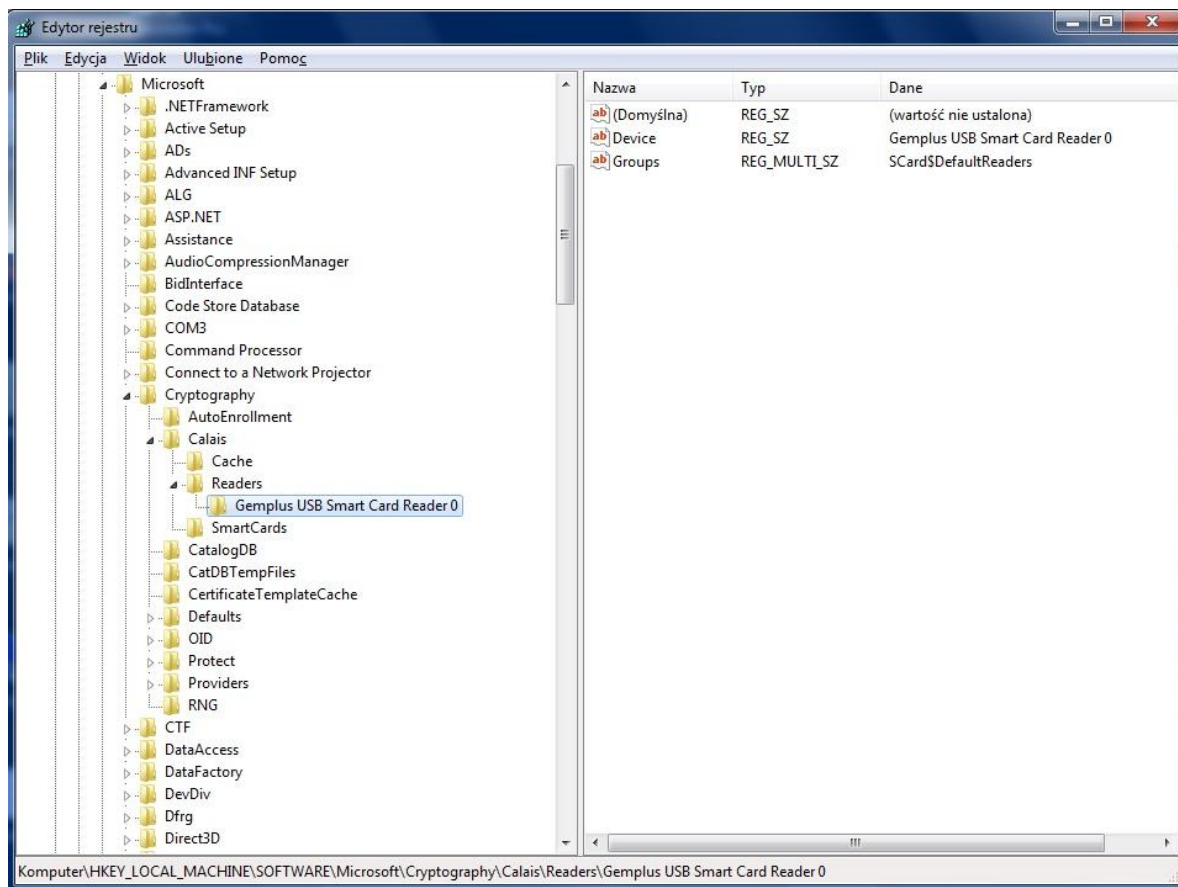 Edytor rejestru
Plik Edycja Widok Ulubione Pomoc
Microsoft
.NETFramework
Active Setup
ADs
Advanced INF Setup
ALG
ASP.NET
Assistance
AudioCompressionManager
BidInterface
Code Store Database
COM3
Command Processor
Connect to a Network Projector
Cryptography
AutoEnrollment
Calais
Cache
Readers
Gemplus USB Smart Card Reader 0
SmartCards
CatalogDB
CatDBTempFiles
CertificateTemplateCache
Defaults
OID
Protect
Providers
RNG
CTF
DataAccess
DataFactory
DevDiv
Dfrg
Direct3D
Nazwa Typ Dane
(Domyślna) REG_SZ (wartość nie ustalona)
Device REG_SZ Gemplus USB Smart Card Reader 0
Groups REG_MULTI_SZ SCard$DefaultReaders
Komputer\HKEY_LOCAL_MACHINE\SOFTWARE\Microsoft\Cryptography\Calais\Readers\Gemplus USB Smart Card Reader 0